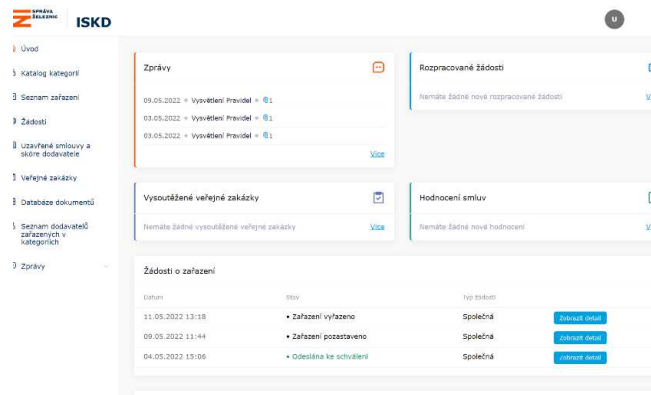 SPRÁVA
ŽELEZNIC
ISKD
U
Úvod
Katalog kategorií
Seznam zařazení
Žádosti
Uzavřené smlouvy a
skóre dodavatele
Veřejné zakázky
Databáze dokumentů
Seznam dodavatelů
zařazených v
kategoriích
Zprávy
Zprávy
09.05.2022 Vysvětlení Pravidel 1
03.05.2022 Vysvětlení Pravidel 1
03.05.2022 Vysvětlení Pravidel 1
Více
Rozpracované žádosti
Nemáte žádné nové rozpracované žádosti
Vysoutěžené veřejné zakázky
Nemáte žádné vysoutěžené veřejné zakázky Více
Hodnocení smluv
Nemáte žádné nové hodnocení
Žádosti o zařazení
Datum Stav Typ žádosti
11.05.2022 13:18 • Zařazení vyřazeno Společná Zobrazit detail
09.05.2022 11:44 • Zařazení pozastaveno Společná Zobrazit detail
04.05.2022 15:06 • Odeslána ke schválení Společná Zobrazit detail